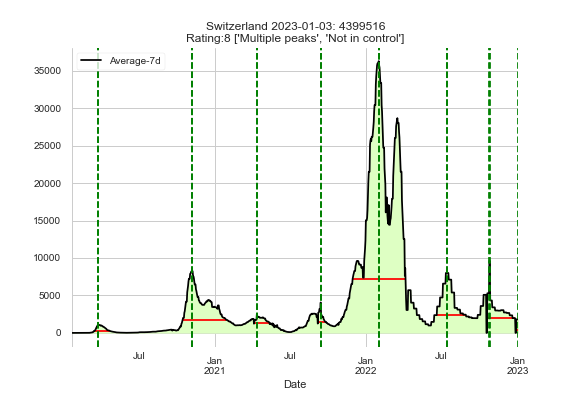 Switzerland 2023-01-03: 4399516
Rating:8 ['Multiple peaks', 'Not in control']
Average-7d
35000
30000
25000
20000
15000
10000
5000
0
Jul
Jan
2021
Jul
Jan
2022
Jul
Jan
2023
Date